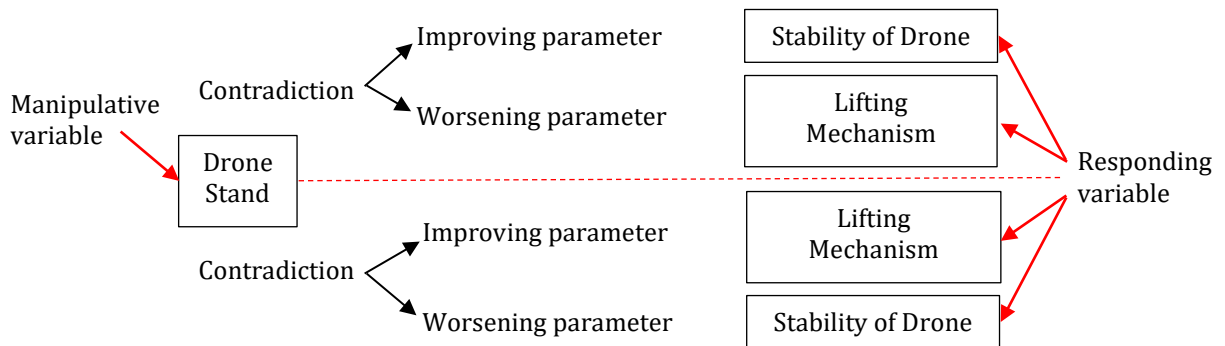 Improving parameter
Stability of Drone
Contradiction
Worsening parameter
Lifting
Mechanism
Manipulative
variable
Drone
Stand
Responding
variable
Improving parameter
Lifting
Mechanism
Contradiction
Worsening parameter
Stability of Drone